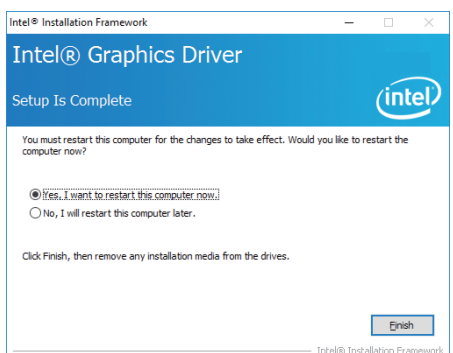 Intel® Installation Framework
Intel® Graphics Driver
Setup Is Complete
intel
You must restart this computer for the changes to take effect. Would you like to restart the
computer now?
Yes, I want to restart this computer now.
No, I will restart this computer later.
Click Finish, then remove any installation media from the drives.
Finish
Intel® Installation Framework